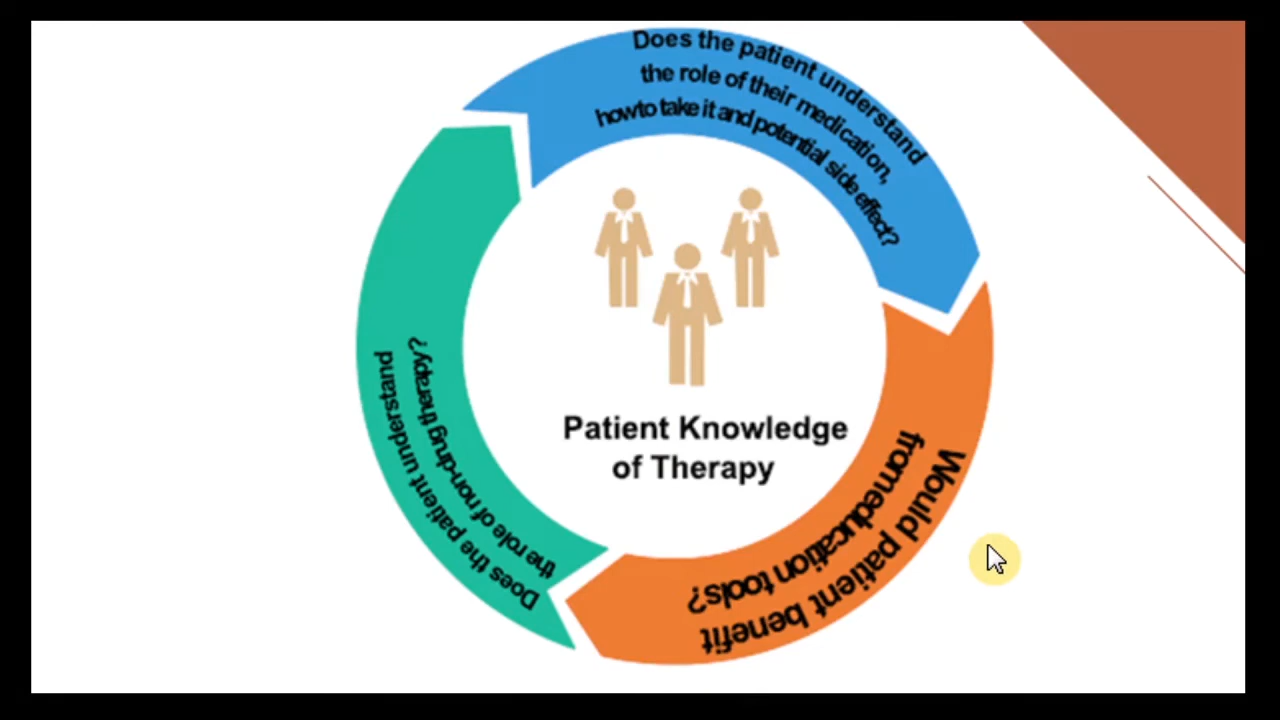 Does the patient understand
the role of their medication,
how to take it and potential side effect?
Would patient benefit
from education tools?
Does the patient understand
the role of non-drug therapy?
Patient Knowledge
of Therapy